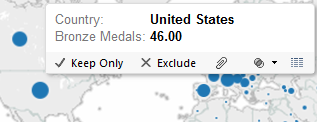 Country: United States
Bronze Medals: 46.00
Keep Only Exclude